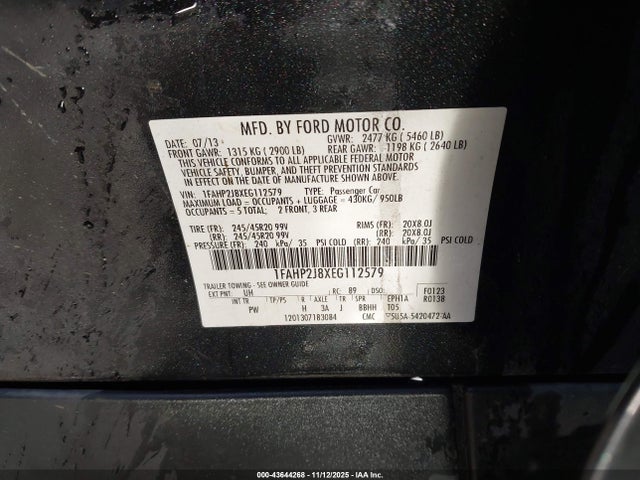 MFD. BY FORD MOTOR CO.
DATE: 07/13 GVWR: 2477 KG ( 5460 LB)
FRONT GAWR: 1315 KG ( 2900 LB) REAR GAWR: 1198 KG ( 2640 LB)
THIS VEHICLE CONFORMS TO ALL APPLICABLE FEDERAL MOTOR
VEHICLE SAFETY, BUMPER, AND THEFT PREVENTION STANDARDS
IN EFFECT ON THE DATE OF MANUFACTURE SHOWN ABOVE.
VIN: 1FAHP2J8XEG112579 TYPE: Passenger Car
MAXIMUM LOAD = OCCUPANTS + LUGGAGE = 430KG/ 950LB
OCCUPANTS = 5 TOTAL: 2 FRONT, 3 REAR
TIRE (FR): 245/45R20 99V RIMS (FR): 20X8.0J
(RR): 245/45R20 99V (RR): 20X8.0J
PRESSURE (FR): 240 kPa/ 35 PSI COLD (RR): 240 kPa/ 35 PSI COLD
1FAHP2J8XEG112579
TRAILER TOWING - SEE OWNER GUIDE
EXT PNT: UH RC: 89 DSO: F0123
INT TR TP/PS R AXLE TR SPR EPH1A R0138
PW H 3A J BBHH T05
1201307183084 CMC 5U5A-5420472-AA
000-43644268 - 11/12/2025 - IAA Inc.